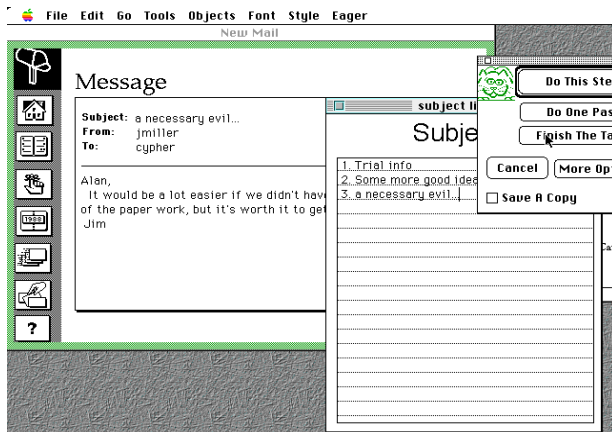 File Edit Go Tools Objects Font Style Eager
New Mail
Message
Subject: a necessary evil...
From: jmiller
To: cypher
Alan,
It would be a lot easier if we didn't hav
of the paper work, but it's worth it to get
Jim
1988
?
subject li
Subje
1. Trial info
2. Some more good idea
3. a necessary evil...
Do This Ste
Do One Pas
Finish The Ta
Cancel More Op
Save A Copy